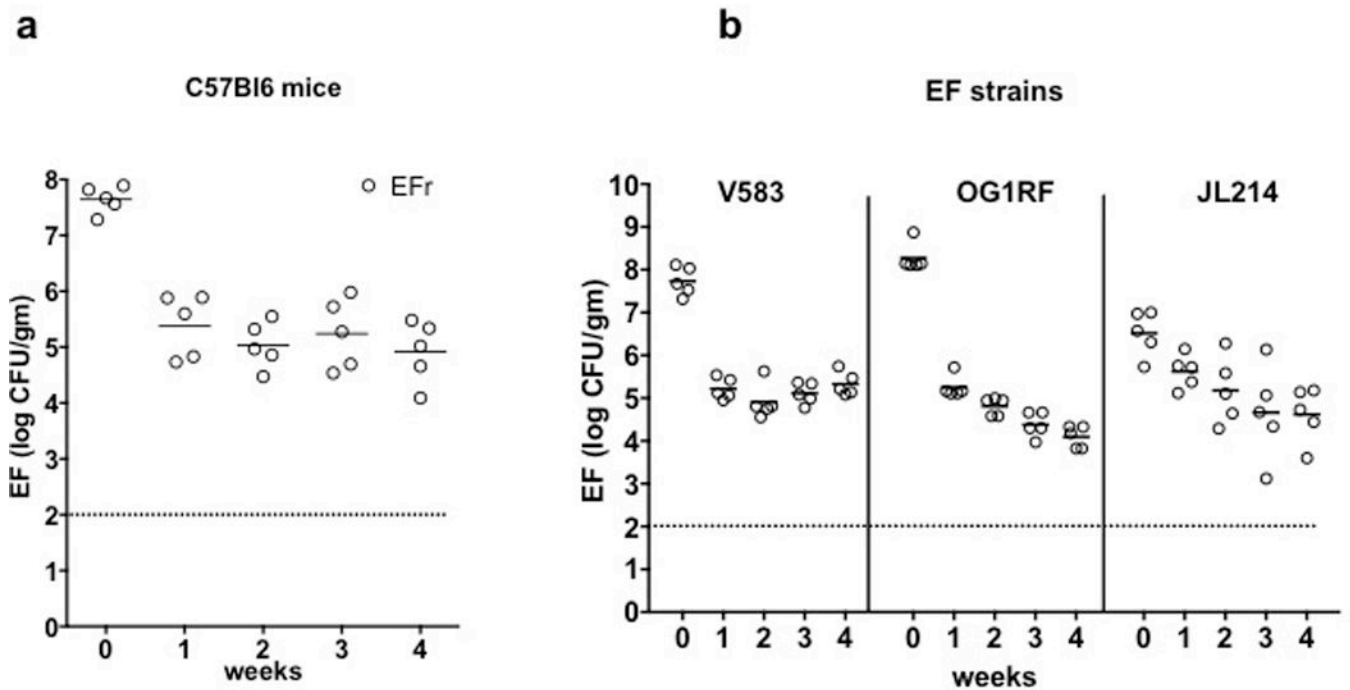 a
C57Bl6 mice
EFr
EF (log CFU/gm)
8
7
6
5
4
3
2
1
0
0 1 2 3 4
weeks
b
EF strains
V583 OG1RF JL214
EF (log CFU/gm)
10
9
8
7
6
5
4
3
2
1
0
0 1 2 3 4 0 1 2 3 4 0 1 2 3 4
weeks